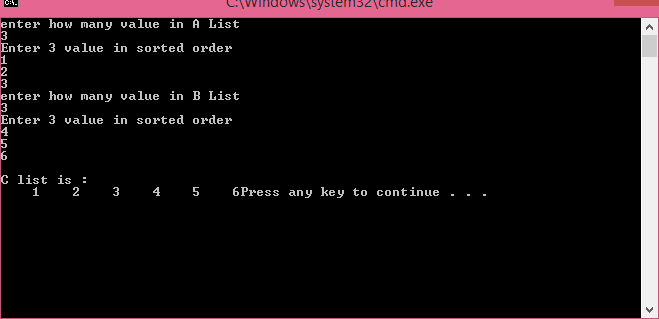 C:\Windows\system32\cmd.exe
enter how many value in A List
3
Enter 3 value in sorted order
1
2
3
enter how many value in B List
3
Enter 3 value in sorted order
4
5
6
C list is :
1    2    3    4    5    6Press any key to continue . . .